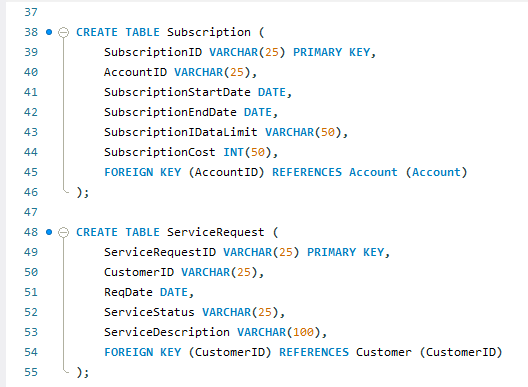 37
38 CREATE TABLE Subscription (
39 SubscriptionID VARCHAR(25) PRIMARY KEY,
40 AccountID VARCHAR(25),
41 SubscriptionStartDate DATE,
42 SubscriptionEndDate DATE,
43 SubscriptionIDataLimit VARCHAR(50),
44 SubscriptionCost INT(50),
45 FOREIGN KEY (AccountID) REFERENCES Account (Account)
46 );
47
48 CREATE TABLE ServiceRequest (
49 ServiceRequestID VARCHAR(25) PRIMARY KEY,
50 CustomerID VARCHAR(25),
51 ReqDate DATE,
52 ServiceStatus VARCHAR(25),
53 ServiceDescription VARCHAR(100),
54 FOREIGN KEY (CustomerID) REFERENCES Customer (CustomerID)
55 );